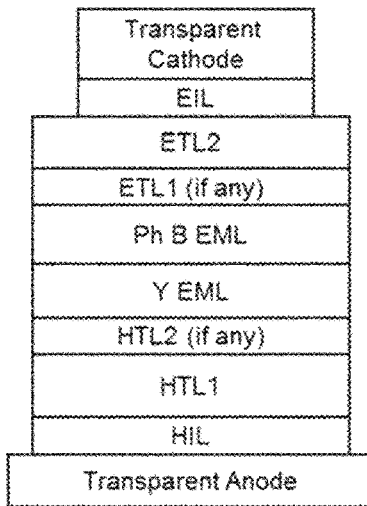 Transparent
Cathode
EIL
ETL2
ETL1 (if any)
Ph B EML
Y EML
HTL2 (if any)
HTL1
HIL
Transparent Anode